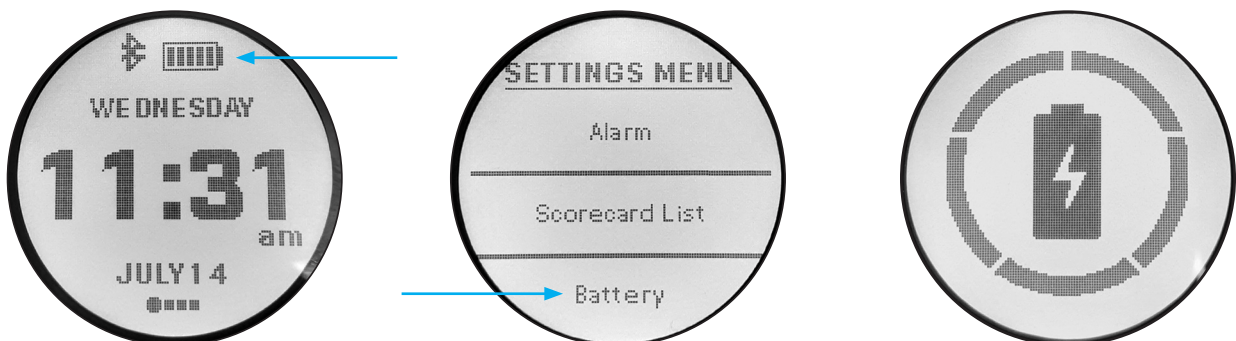 WEDNESDAY
11:31
am
JULY 14
SETTINGS MENU
Alarm
Scorecard List
Battery